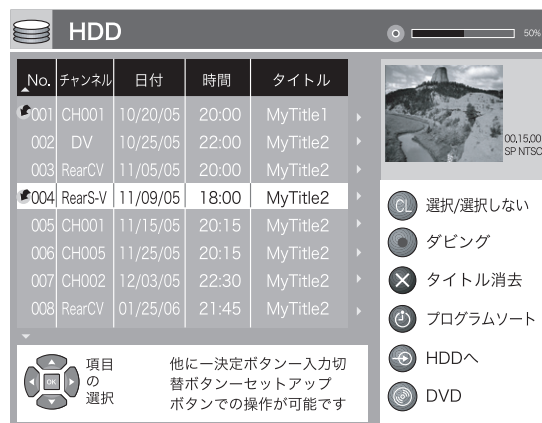 HDD
50%
No. チャンネル 日付 時間 タイトル
001 CH001 10/20/05 20:00 MyTitle1
002 DV 10/25/05 22:00 MyTitle2
003 RearCV 11/05/05 20:00 MyTitle2
004 RearS-V 11/09/05 18:00 MyTitle2
005 CH001 11/15/05 20:15 MyTitle2
006 CH005 11/25/05 20:15 MyTitle2
007 CH002 12/03/05 22:30 MyTitle2
008 RearCV 01/25/06 21:45 MyTitle2
00,15,00
SP NTSC
CL 選択/選択しない
ダビング
タイトル消去
プログラムソート
HDDへ
DVD
OK
項目
の
選択
他にー決定ボタンー入力切
替ボタンーセットアップ
ボタンでの操作が可能です